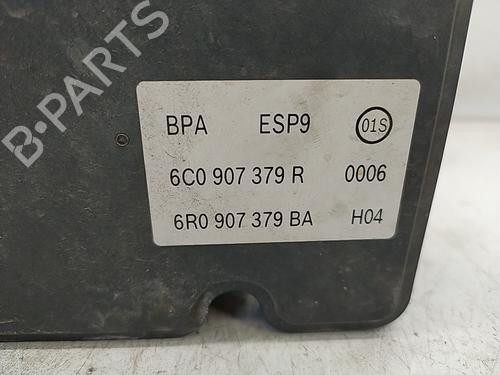 BPA ESP9 01S
6C0 907 379 R 0006
6R0 907 379 BA H04
B-PARTS